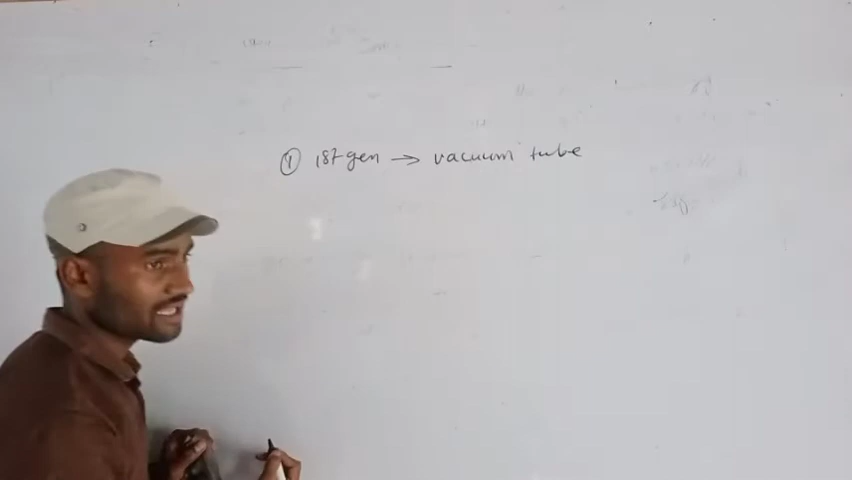 ① 1st gen → vacuum tube